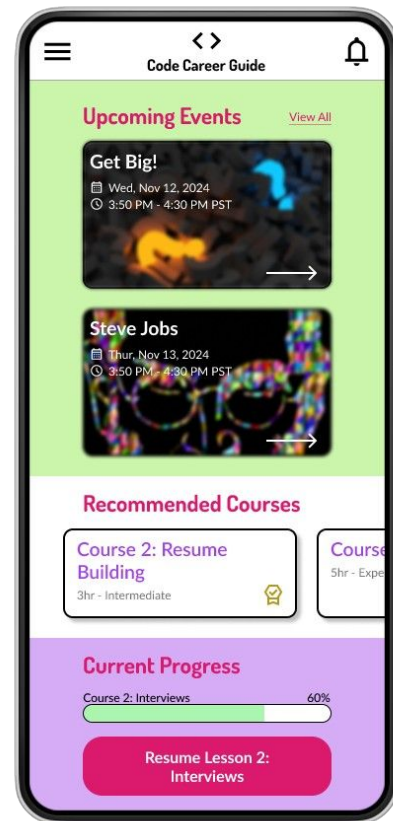 Code Career Guide
Upcoming Events
View All
Get Big!
Wed, Nov 12, 2024
3:50 PM - 4:30 PM PST
Steve Jobs
Thur, Nov 13, 2024
3:50 PM - 4:30 PM PST
Recommended Courses
Course 2: Resume
Building
3hr - Intermediate
Course
5hr - Expe
Current Progress
Course 2: Interviews
60%
Resume Lesson 2:
Interviews